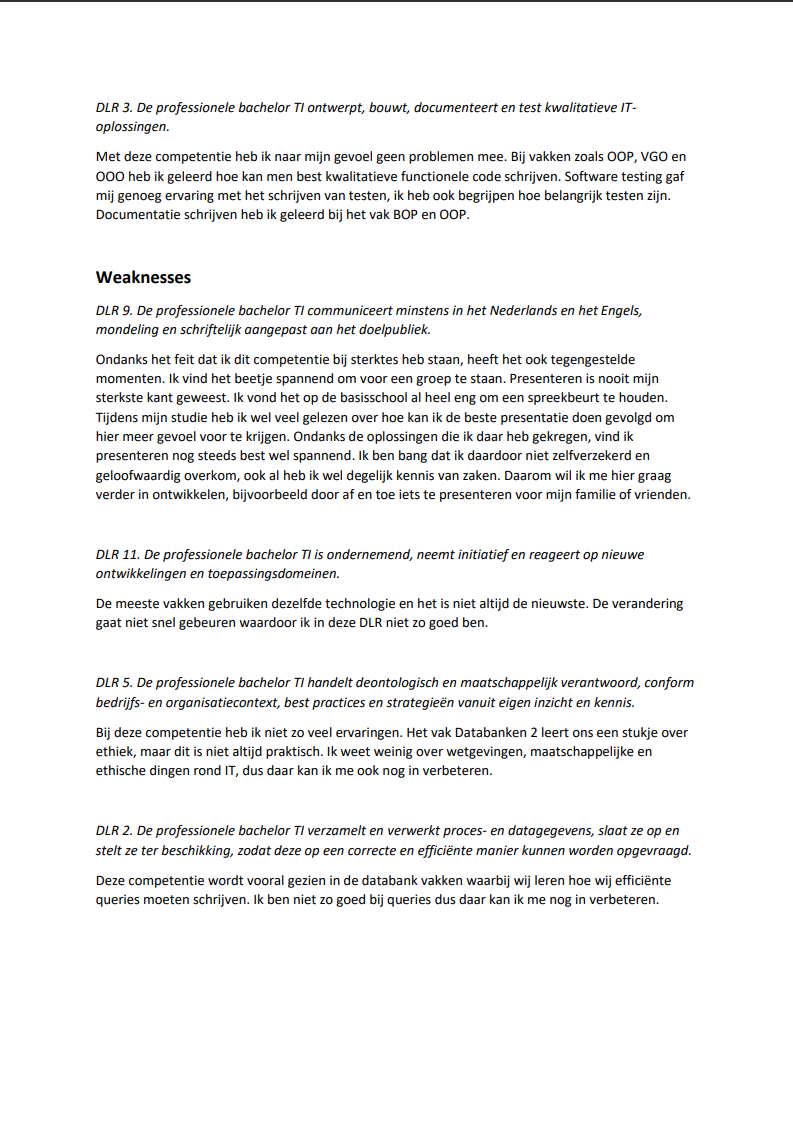 DLR 3. De professionele bachelor TI ontwerpt, bouwt, documenteert en test kwalitatieve IT-
oplossingen.
Met deze competentie heb ik naar mijn gevoel geen problemen mee. Bij vakken zoals OOP, VGO en
OOO heb ik geleerd hoe kan men best kwalitatieve functionele code schrijven. Software testing gaf
mij genoeg ervaring met het schrijven van testen, ik heb ook begrijpen hoe belangrijk testen zijn.
Documentatie schrijven heb ik geleerd bij het vak BOP en OOP.
Weaknesses
DLR 9. De professionele bachelor TI communiceert minstens in het Nederlands en het Engels,
mondeling en schriftelijk aangepast aan het doelpubliek.
Ondanks het feit dat ik dit competentie bij sterktes heb staan, heeft het ook tegengestelde
momenten. Ik vind het beetje spannend om voor een groep te staan. Presenteren is nooit mijn
sterkste kant geweest. Ik vond het op de basisschool al heel eng om een spreekbeurt te houden.
Tijdens mijn studie heb ik wel veel gelezen over hoe kan ik de beste presentatie doen gevolgd om
hier meer gevoel voor te krijgen. Ondanks de oplossingen die ik daar heb gekregen, vind ik
presenteren nog steeds best wel spannend. Ik ben bang dat ik daardoor niet zelfverzekerd en
geloofwaardig overkom, ook al heb ik wel degelijk kennis van zaken. Daarom wil ik me hier graag
verder in ontwikkelen, bijvoorbeeld door af en toe iets te presenteren voor mijn familie of vrienden.
DLR 11. De professionele bachelor TI is ondernemend, neemt initiatief en reageert op nieuwe
ontwikkelingen en toepassingsdomeinen.
De meeste vakken gebruiken dezelfde technologie en het is niet altijd de nieuwste. De verandering
gaat niet snel gebeuren waardoor ik in deze DLR niet zo goed ben.
DLR 5. De professionele bachelor TI handelt deontologisch en maatschappelijk verantwoord, conform
bedrijfs- en organisatiecontext, best practices en strategieën vanuit eigen inzicht en kennis.
Bij deze competentie heb ik niet zo veel ervaringen. Het vak Databanken 2 leert ons een stukje over
ethiek, maar dit is niet altijd praktisch. Ik weet weinig over wetgevingen, maatschappelijke en
ethische dingen rond IT, dus daar kan ik me ook nog in verbeteren.
DLR 2. De professionele bachelor TI verzamelt en verwerkt proces- en datagegevens, slaat ze op en
stelt ze ter beschikking, zodat deze op een correcte en efficiënte manier kunnen worden opgevraagd.
Deze competentie wordt vooral gezien in de databank vakken waarbij wij leren hoe wij efficiënte
queries moeten schrijven. Ik ben niet zo goed bij queries dus daar kan ik me nog in verbeteren.